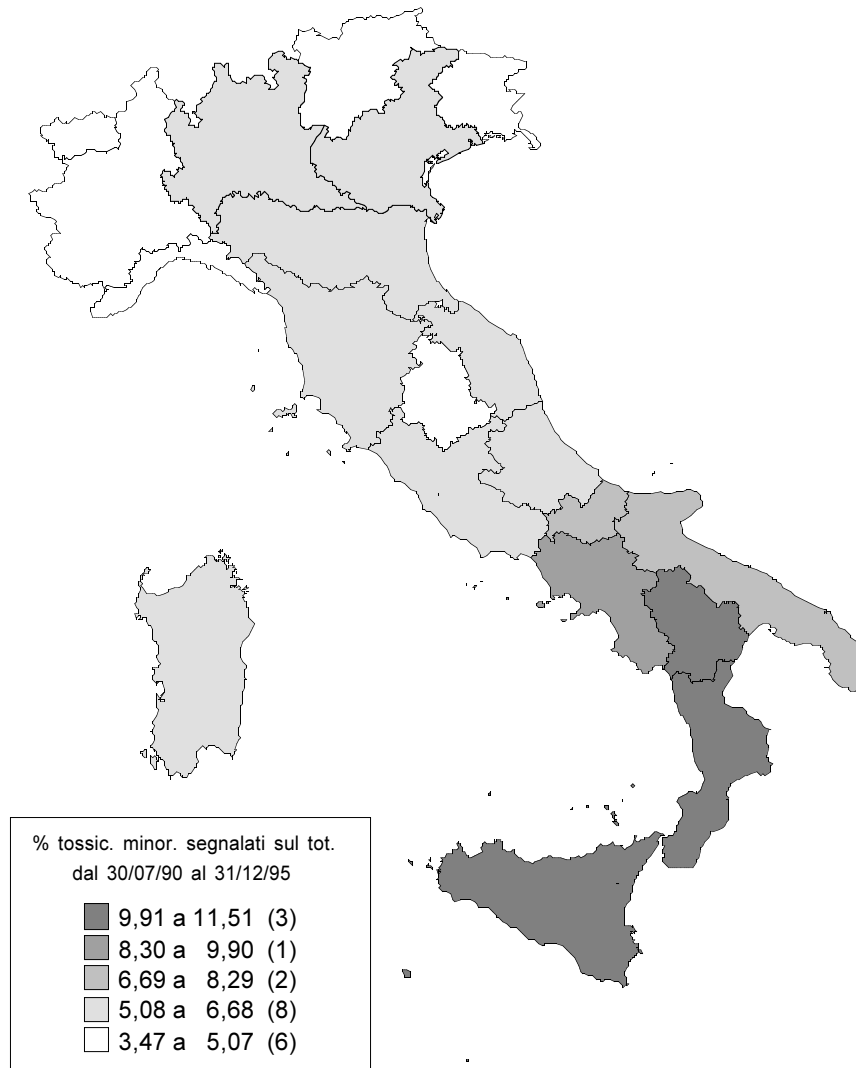 % tossic. minor. segnalati sul tot.
dal 30/07/90 al 31/12/95
9,91 a 11,51 (3)
8,30 a 9,90 (1)
6,69 a 8,29 (2)
5,08 a 6,68 (8)
3,47 a 5,07 (6)